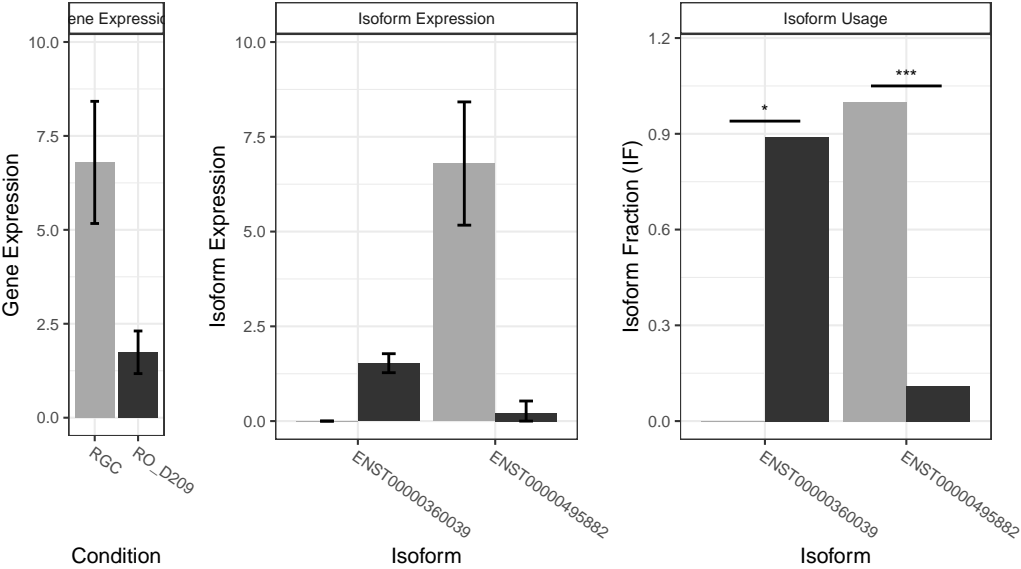 ene Expressio
Gene Expression
10.0
7.5
5.0
2.5
0.0
RGC
RO_D209
Condition
Isoform Expression
Isoform Expression
10.0
7.5
5.0
2.5
0.0
ENST00000360039
ENST00000495882
Isoform
Isoform Usage
Isoform Fraction (IF)
1.2
0.9
0.6
0.3
0.0
*
***
ENST00000360039
ENST00000495882
Isoform